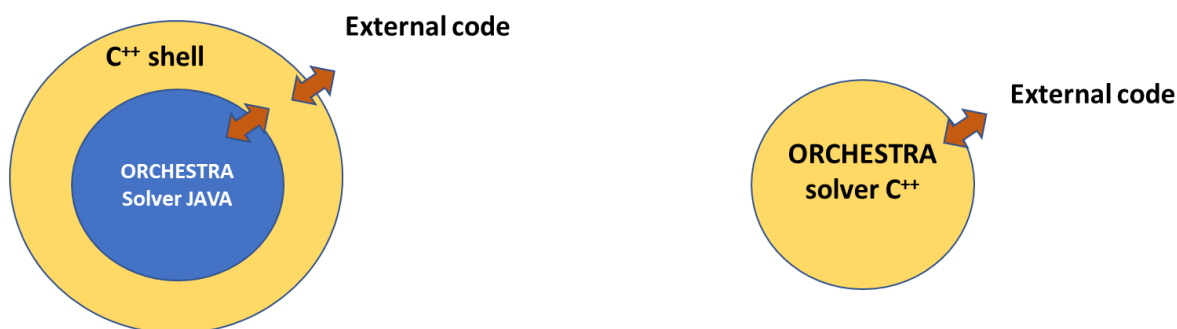 External code
C⁺⁺ shell
ORCHESTRA
Solver JAVA
External code
ORCHESTRA
solver C⁺⁺